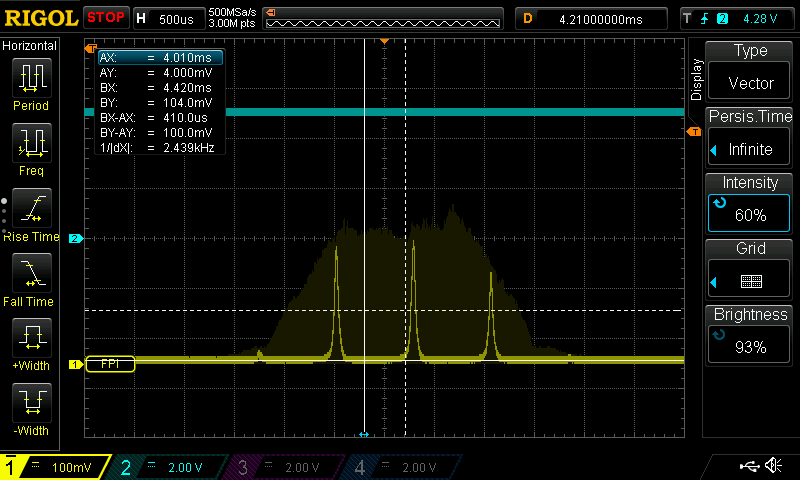 RIGOL STOP H 500us 500MSa/s 3.00M pts D 4.21000000ms T 2 4.28 V
Horizontal
Period
Freq
Rise Time
Fall Time
+Width
-Width
AX: = 4.010ms
AY: = 4.000mV
BX: = 4.420ms
BY: = 104.0mV
BX-AX: = 410.0us
BY-AY: = 100.0mV
1/|dX|: = 2.439kHz
T
T
2
1
FPI
Display
Type
Vector
Persis.Time
Infinite
Intensity
60%
Grid
Brightness
93%
1 = 100mV 2 = 2.00 V 3 = 2.00 V 4 = 2.00 V